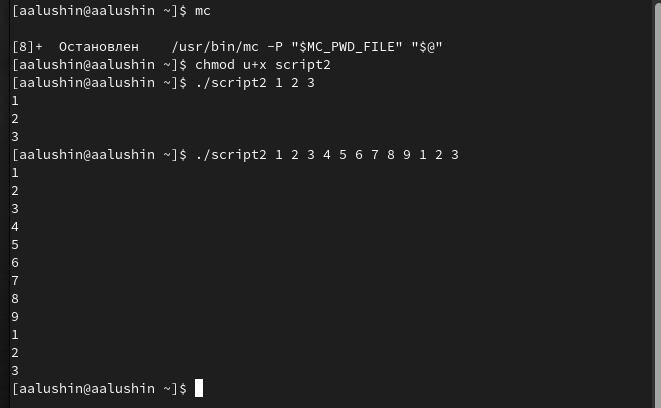 [aalushin@aalushin ~]$ mc
[8]+  Остановлен    /usr/bin/mc -P "$MC_PWD_FILE" "$@"
[aalushin@aalushin ~]$ chmod u+x script2
[aalushin@aalushin ~]$ ./script2 1 2 3
1
2
3
[aalushin@aalushin ~]$ ./script2 1 2 3 4 5 6 7 8 9 1 2 3
1
2
3
4
5
6
7
8
9
1
2
3
[aalushin@aalushin ~]$